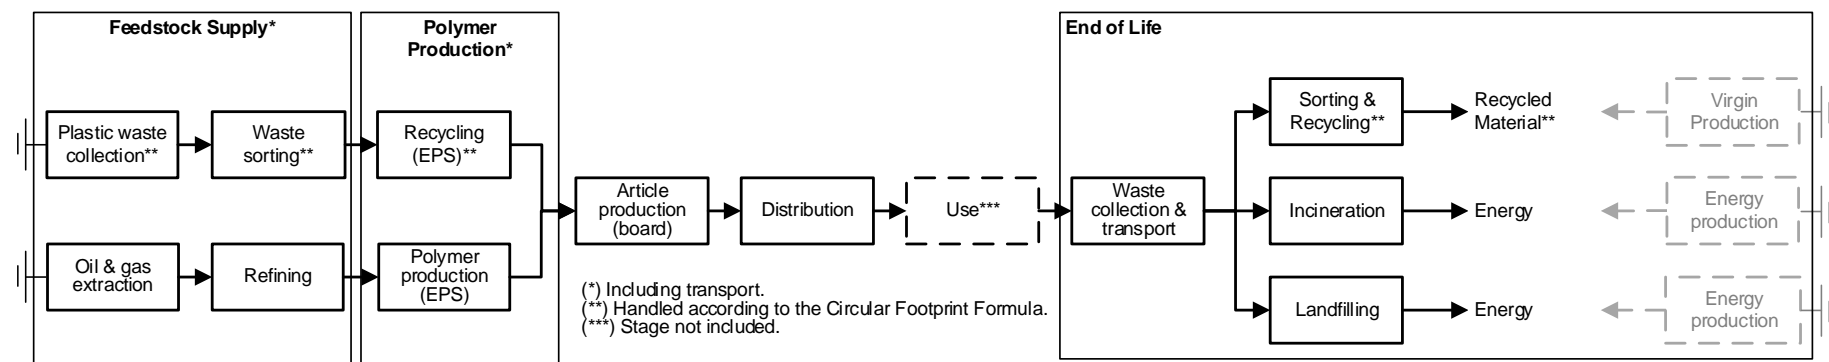 Feedstock Supply*
Polymer
Production*
End of Life
Plastic waste
collection**
Waste
sorting**
Recycling
(EPS)**
Oil & gas
extraction
Refining
Polymer
production
(EPS)
Article
production
(board)
Distribution
Use***
Waste
collection &
transport
Sorting &
Recycling**
Recycled
Material**
Virgin
Production
Incineration
Energy
Energy
production
Landfilling
Energy
Energy
production
(*) Including transport.
(**) Handled according to the Circular Footprint Formula.
(***) Stage not included.